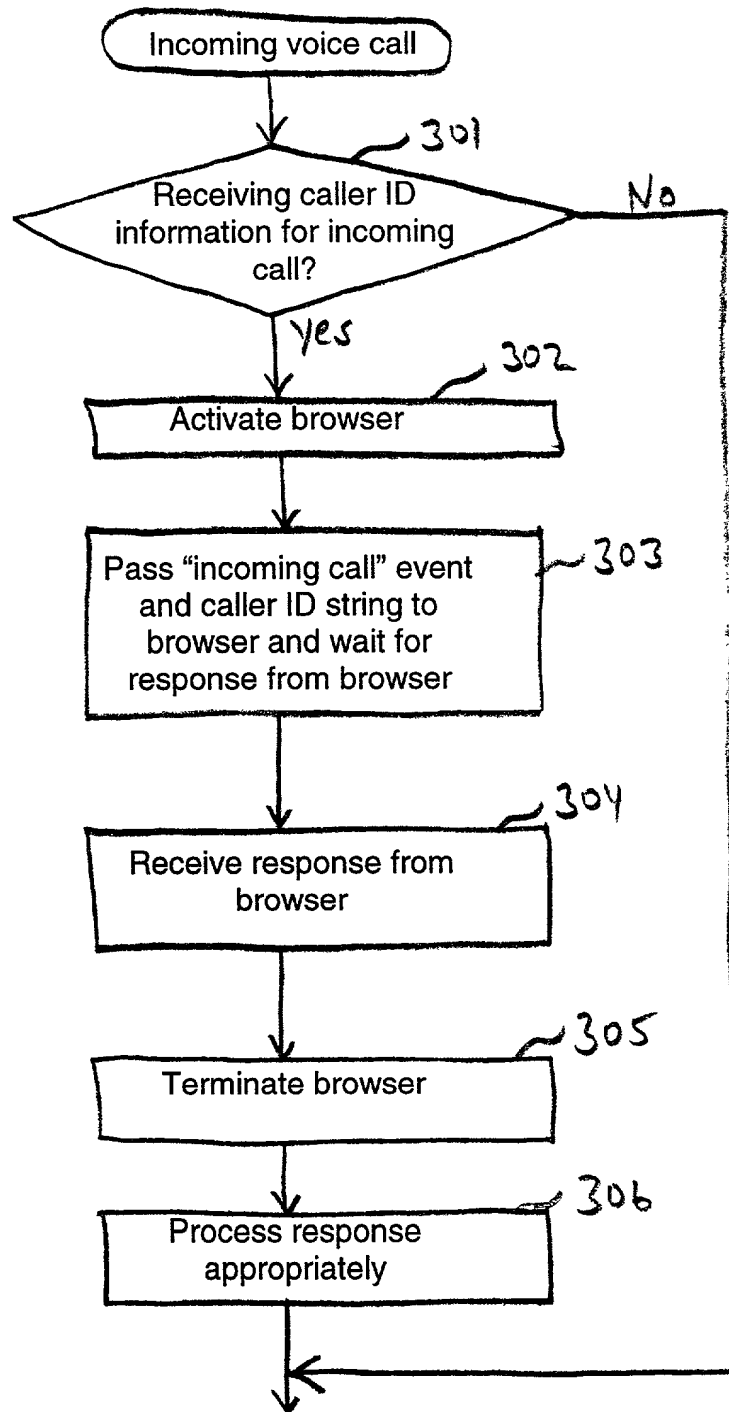 Incoming voice call
301
Receiving caller ID
information for incoming
call?
No
yes
302
Activate browser
303
Pass “incoming call” event
and caller ID string to
browser and wait for
response from browser
304
Receive response from
browser
305
Terminate browser
306
Process response
appropriately